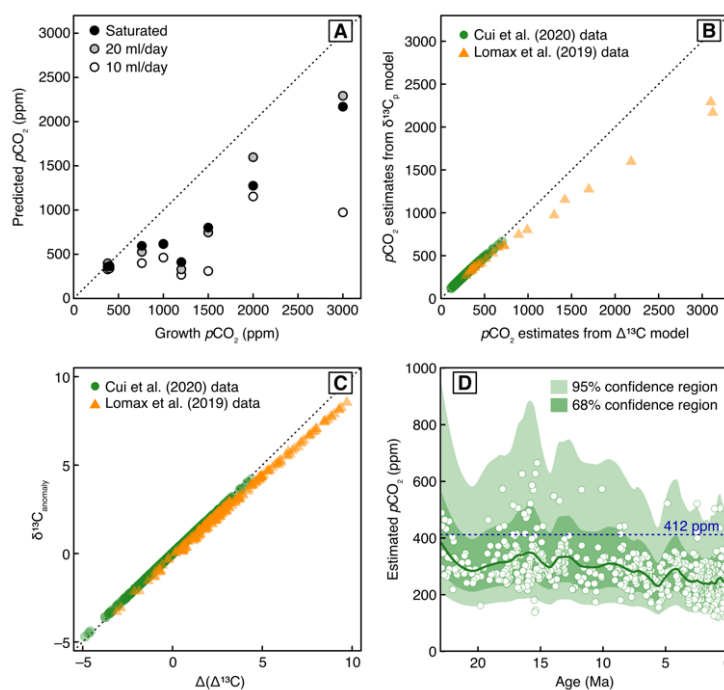 A
Saturated
20 ml/day
10 ml/day
3000
2500
2000
1500
1000
500
0
Predicted pCO₂ (ppm)
0 500 1000 1500 2000 2500 3000
Growth pCO₂ (ppm)
B
Cui et al. (2020) data
Lomax et al. (2019) data
3000
2500
2000
1500
1000
500
0
pCO₂ estimates from δ¹³Cₚ model
0 500 1000 1500 2000 2500 3000
pCO₂ estimates from Δ¹³C model
C
Cui et al. (2020) data
Lomax et al. (2019) data
10
5
0
−5
δ¹³Canomaly
−5 0 5 10
Δ(Δ¹³C)
D
95% confidence region
68% confidence region
412 ppm
1000
800
600
400
200
0
Estimated pCO₂ (ppm)
20 15 10 5
Age (Ma)